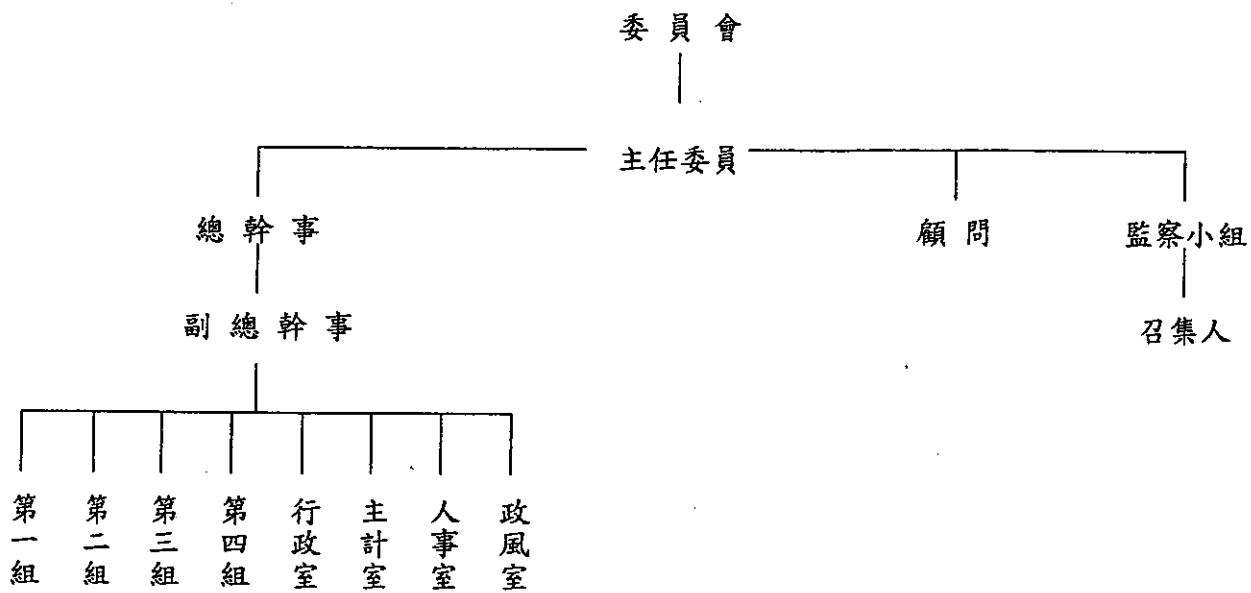 委員會
主任委員
總幹事
顧問
監察小組
副總幹事
召集人
第一組
第二組
第三組
第四組
行政室
主計室
人事室
政風室